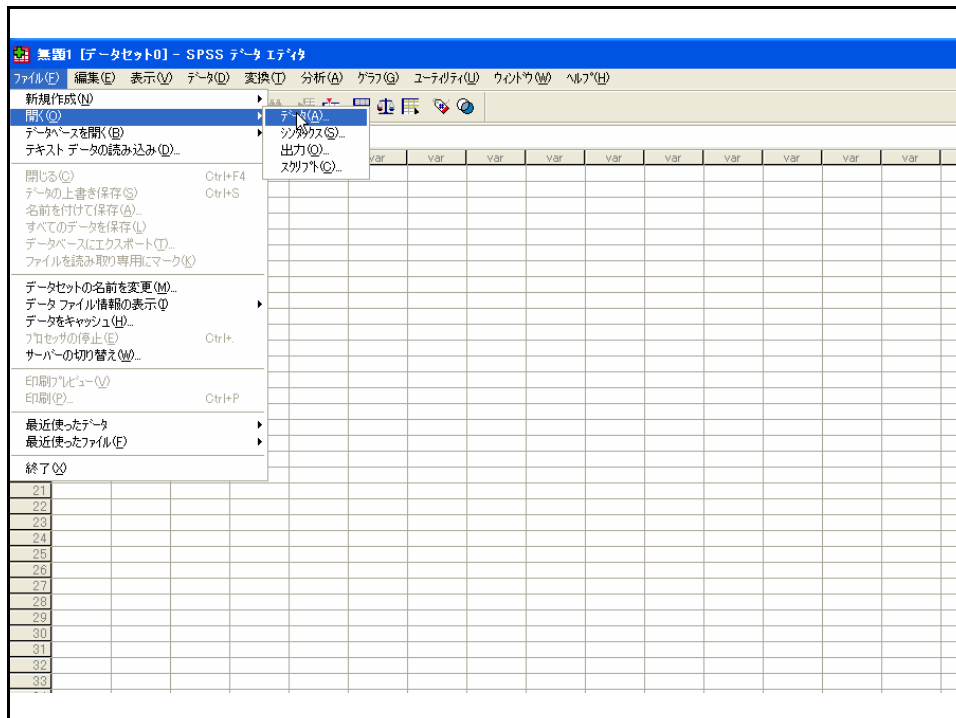 無題1 [データセット0] - SPSS データ エディタ
ファイル(F) 編集(E) 表示(V) データ(D) 変換(T) 分析(A) グラフ(G) ユーティリティ(U) ウィンドウ(W) ヘルプ(H)
新規作成(N)
開く(O)
データベースを開く(B)
テキスト データの読み込み(D)...
閉じる(C) Ctrl+F4
データの上書き保存(S) Ctrl+S
名前を付けて保存(A)...
すべてのデータを保存(L)
データベースにエクスポート(T)...
ファイルを読み取り専用にマーク(K)
データセットの名前を変更(M)...
データ ファイル情報の表示(I)
データをキャッシュ(H)...
プロセッサの停止(E) Ctrl+.
サーバーの切り替え(W)...
印刷プレビュー(V)
印刷(P)... Ctrl+P
最近使ったデータ
最近使ったファイル(F)
終了(X)
データ(A)...
シンタックス(S)...
出力(O)...
スクリプト(C)...
var var var var var var var var var var
21
22
23
24
25
26
27
28
29
30
31
32
33